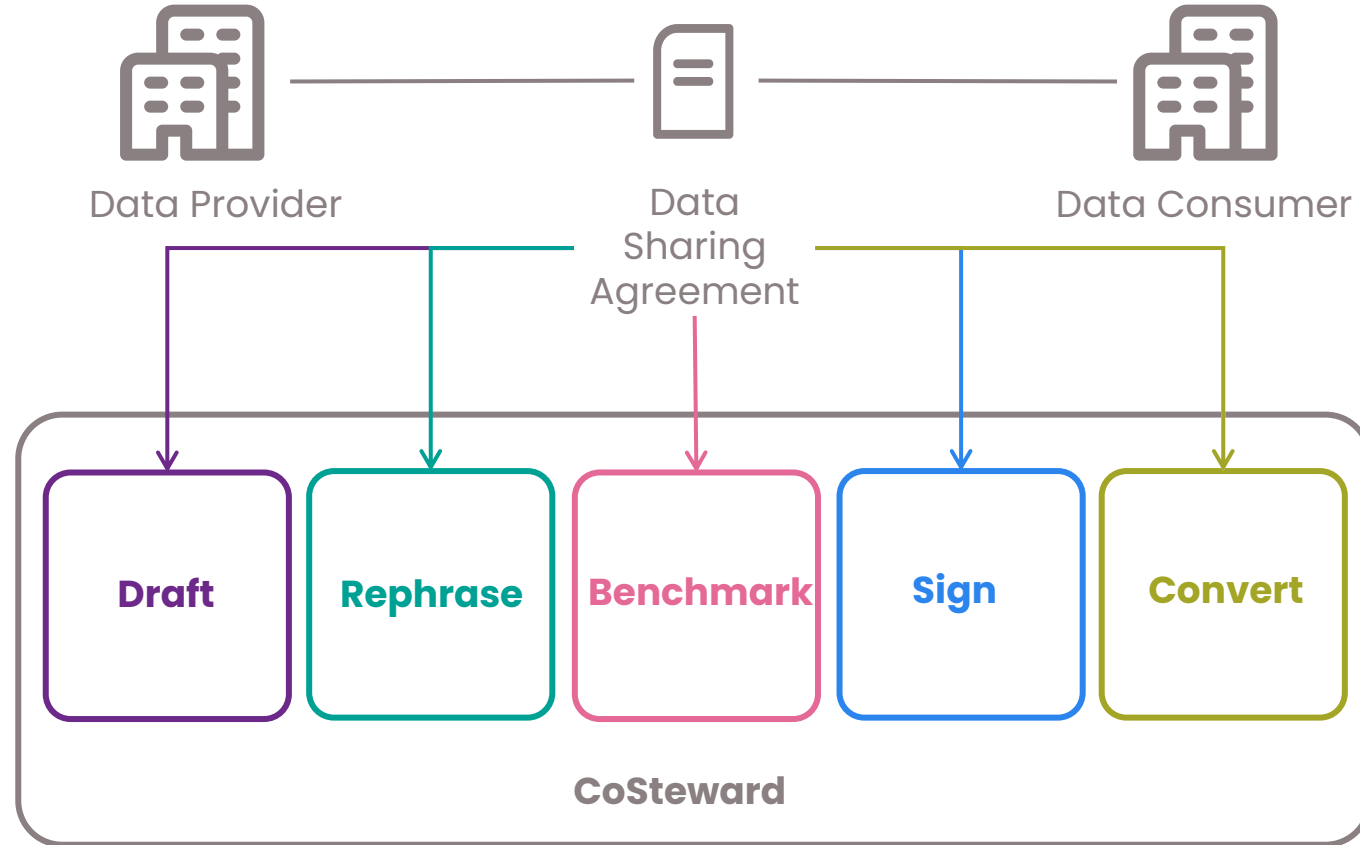 Data Provider
Data
Sharing
Agreement
Data Consumer
Draft
Rephrase
Benchmark
Sign
Convert
CoSteward